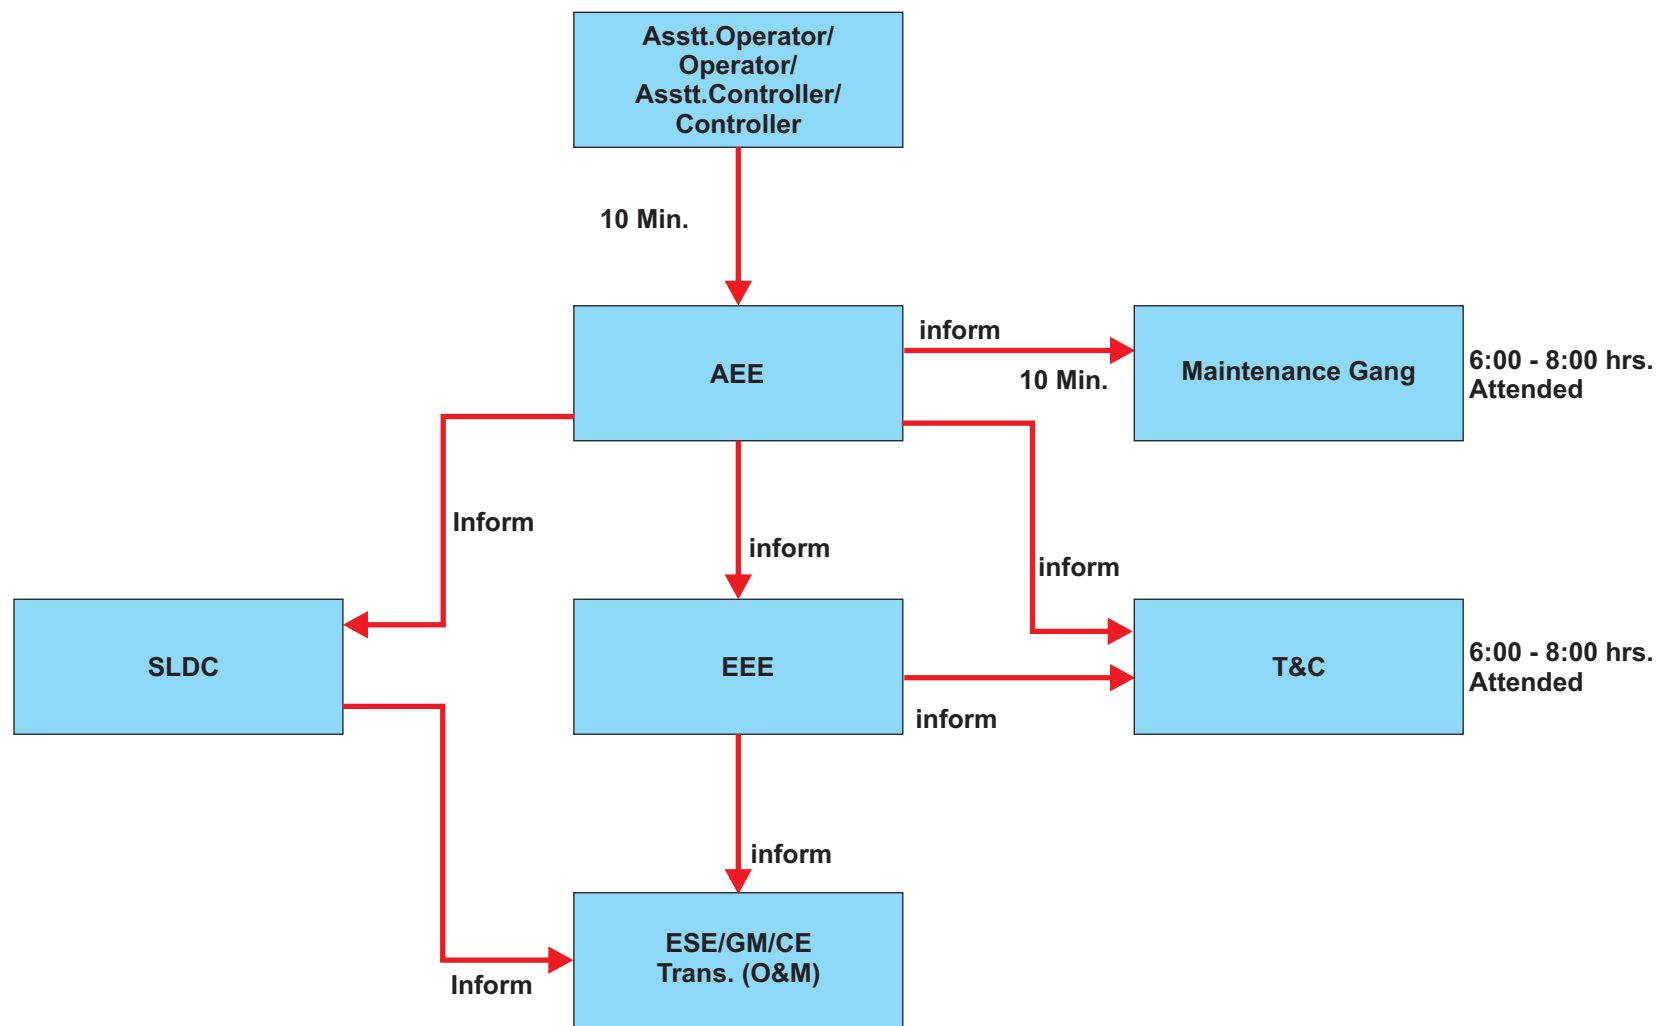 Asstt.Operator/
Operator/
Asstt.Controller/
Controller
10 Min.
AEE
inform
10 Min.
Maintenance Gang
6:00 - 8:00 hrs.
Attended
Inform
inform
inform
SLDC
EEE
inform
T&C
6:00 - 8:00 hrs.
Attended
inform
Inform
ESE/GM/CE
Trans. (O&M)